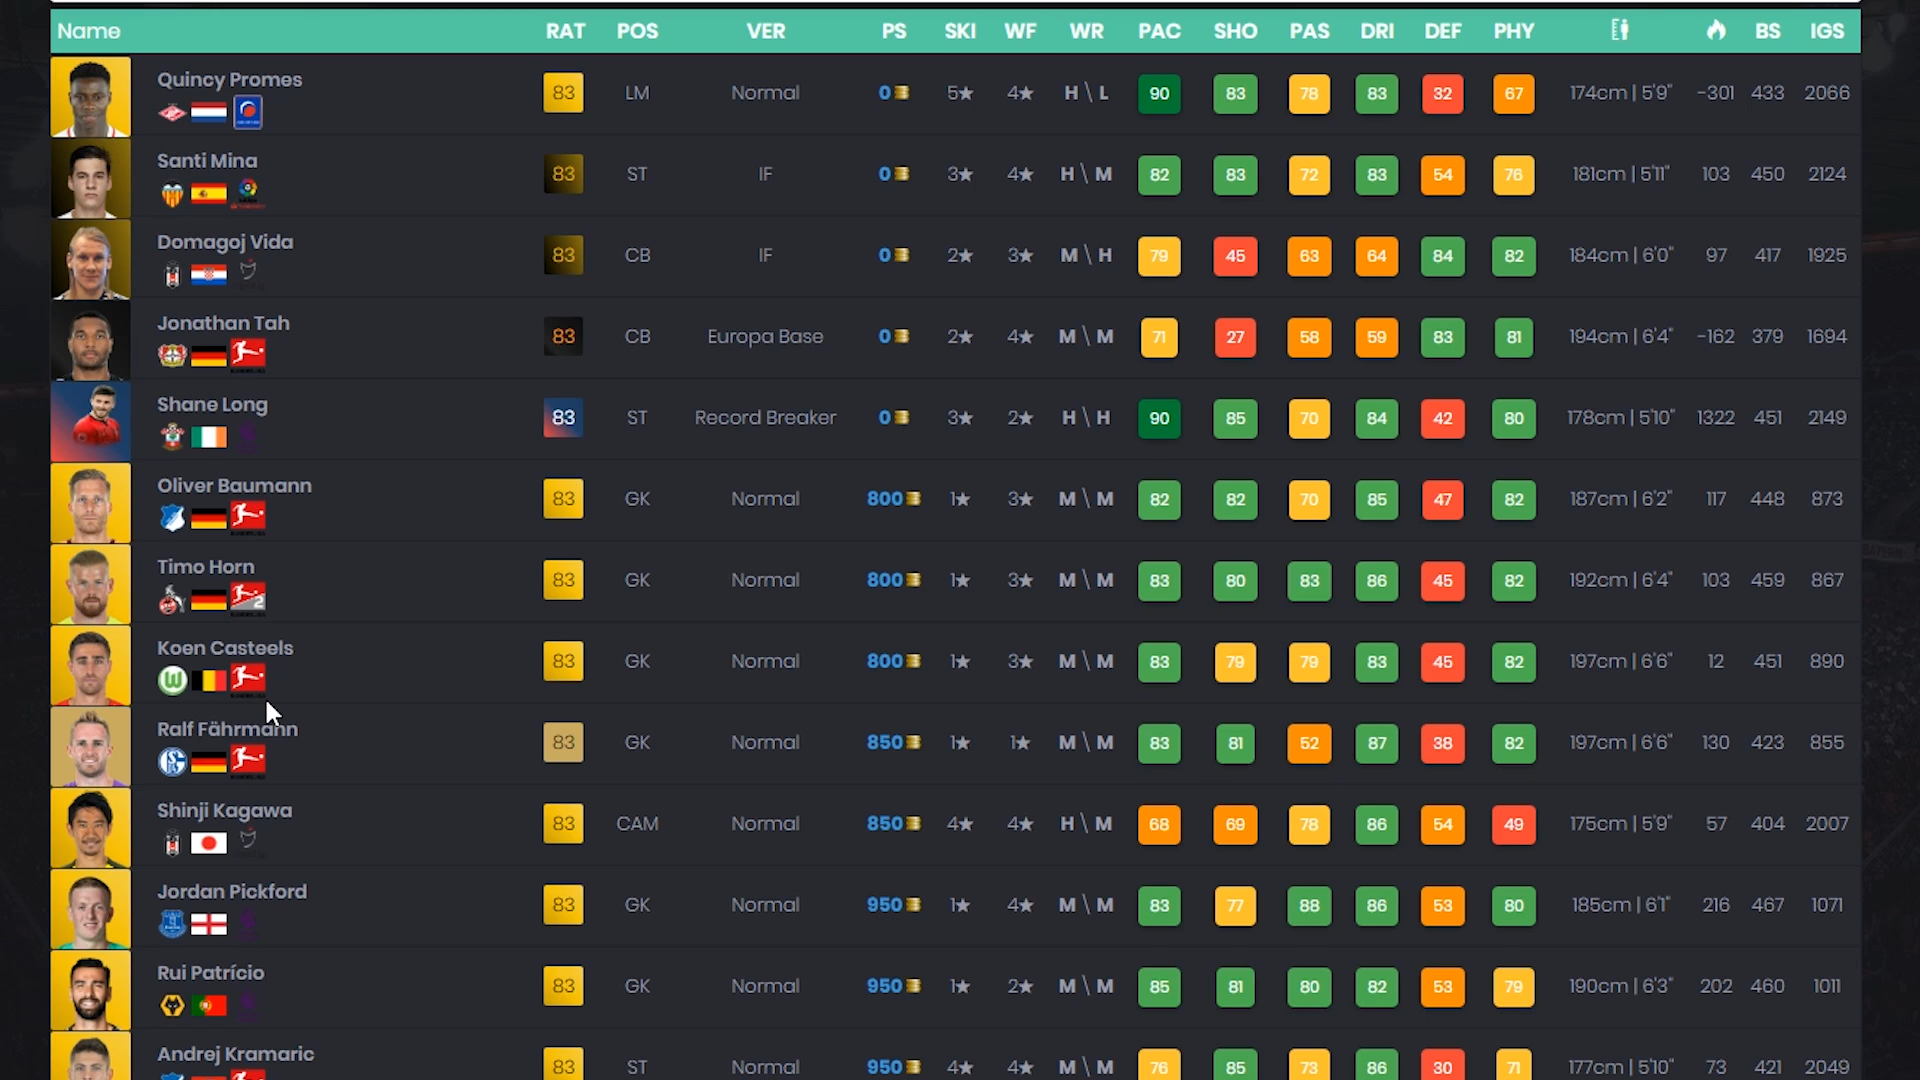 Name RAT POS VER PS SKI WF WR PAC SHO PAS DRI DEF PHY BS IGS
Quincy Promes 83 LM Normal 0 5★ 4★ H \ L 90 83 78 83 32 67 174cm | 5'9" -301 433 2066
Santi Mina 83 ST IF 0 3★ 4★ H \ M 82 83 72 83 54 76 181cm | 5'11" 103 450 2124
Domagoj Vida 83 CB IF 0 2★ 3★ M \ H 79 45 63 64 84 82 184cm | 6'0" 97 417 1925
Jonathan Tah 83 CB Europa Base 0 2★ 4★ M \ M 71 27 58 59 83 81 194cm | 6'4" -162 379 1694
Shane Long 83 ST Record Breaker 0 3★ 2★ H \ H 90 85 70 84 42 80 178cm | 5'10" 1322 451 2149
Oliver Baumann 83 GK Normal 800 1★ 3★ M \ M 82 82 70 85 47 82 187cm | 6'2" 117 448 873
Timo Horn 83 GK Normal 800 1★ 3★ M \ M 83 80 83 86 45 82 192cm | 6'4" 103 459 867
Koen Casteels 83 GK Normal 800 1★ 3★ M \ M 83 79 79 83 45 82 197cm | 6'6" 12 451 890
Ralf Fährmann 83 GK Normal 850 1★ 1★ M \ M 83 81 52 87 38 82 197cm | 6'6" 130 423 855
Shinji Kagawa 83 CAM Normal 850 4★ 4★ H \ M 68 69 78 86 54 49 175cm | 5'9" 57 404 2007
Jordan Pickford 83 GK Normal 950 1★ 4★ M \ M 83 77 88 86 53 80 185cm | 6'1" 216 467 1071
Rui Patrício 83 GK Normal 950 1★ 2★ M \ M 85 81 80 82 53 79 190cm | 6'3" 202 460 1011
Andrej Kramaric 83 ST Normal 950 4★ 4★ M \ M 76 85 73 86 30 71 177cm | 5'10" 73 421 2049